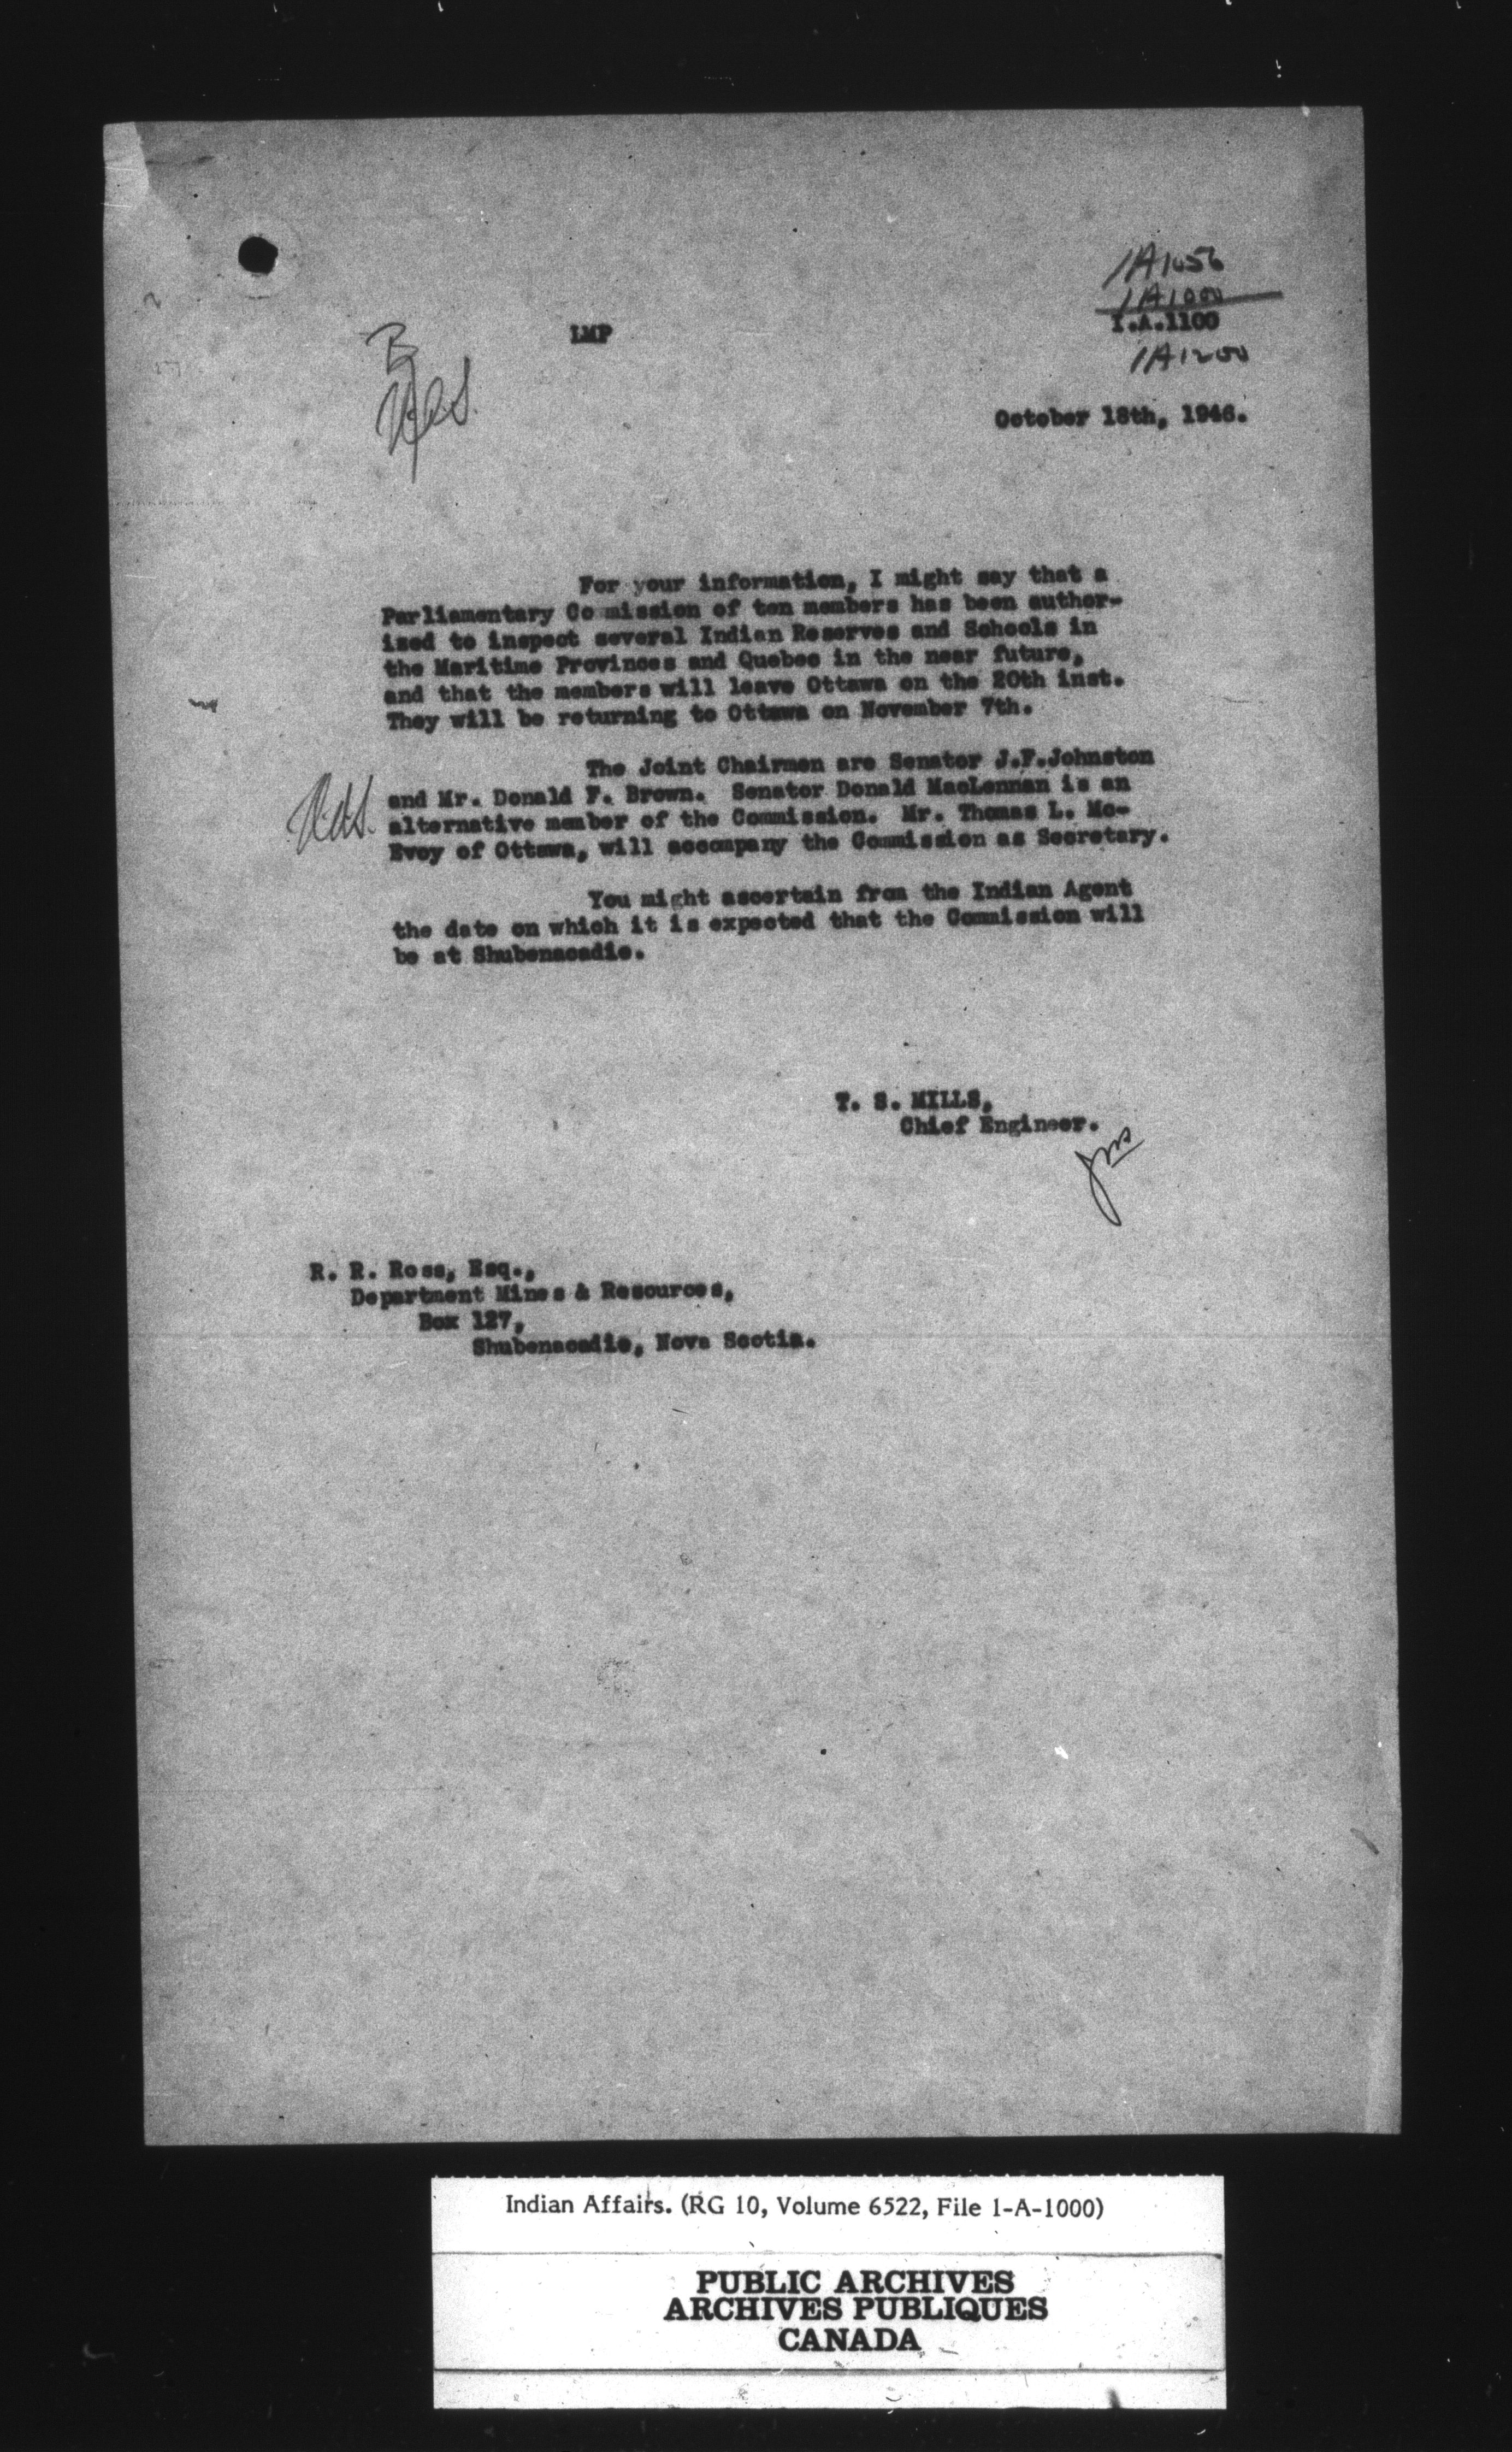 1A1056
1A1000
I.A.1100
1A1200
LMP
October 18th, 1946.
For your information, I might say that a
Parliamentary Commission of ten members has been author-
ized to inspect several Indian Reserves and Schools in
the Maritime Provinces and Quebec in the near future,
and that the members will leave Ottawa on the 20th inst.
They will be returning to Ottawa on November 7th.
The Joint Chairmen are Senator J.F.Johnston
and Mr. Donald F. Brown. Senator Donald MacLennan is an
alternative member of the Commission. Mr. Thomas L. Mc-
Evoy of Ottawa, will accompany the Commission as Secretary.
You might ascertain from the Indian Agent
the date on which it is expected that the Commission will
be at Shubenacadie.
T. S. MILLS,
Chief Engineer.
R. R. Ross, Esq.,
Department Mines & Resources,
Box 127,
Shubenacadie, Nova Scotia.
Indian Affairs. (RG 10, Volume 6522, File 1-A-1000)
PUBLIC ARCHIVES
ARCHIVES PUBLIQUES
CANADA